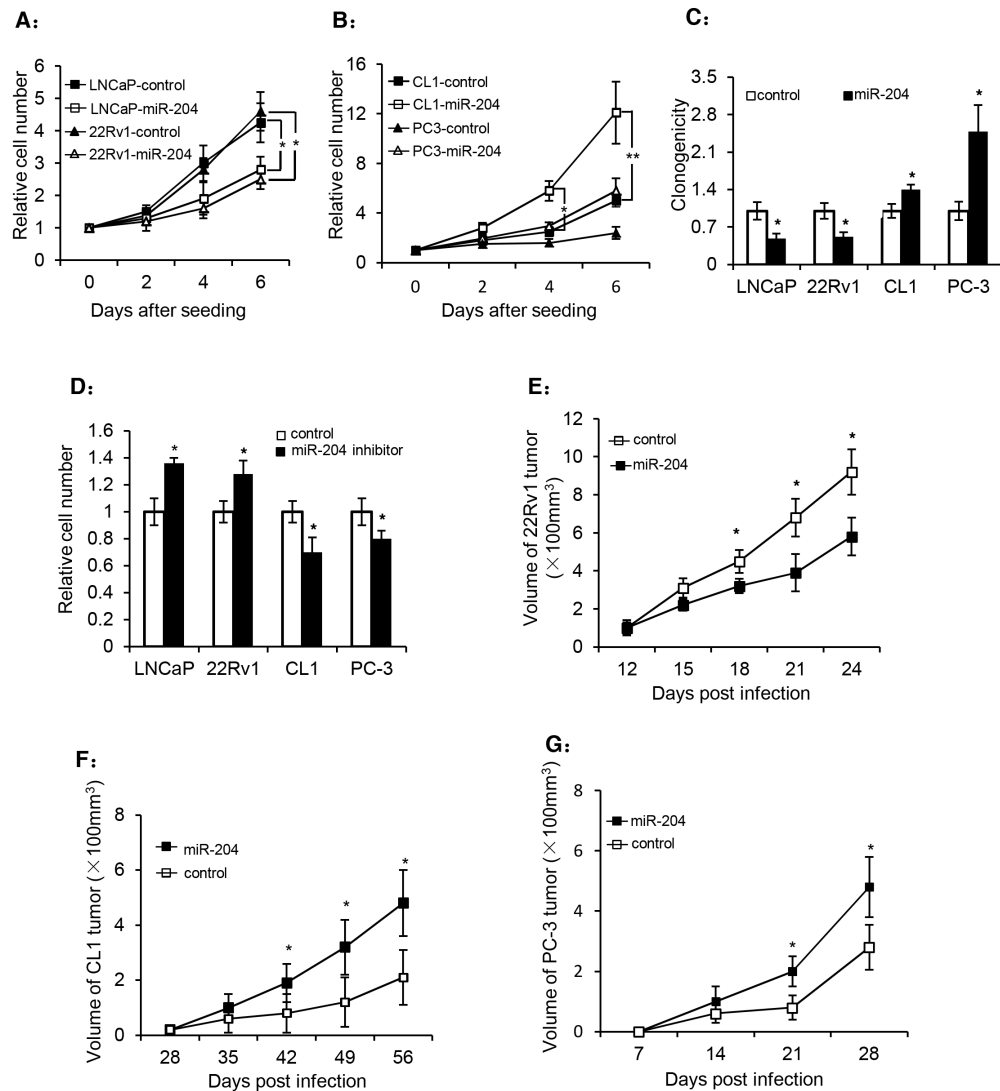 A:
Relative cell number
6
5
4
3
2
1
0
LNCaP-control
LNCaP-miR-204
22Rv1-control
22Rv1-miR-204
*
*
0 2 4 6
Days after seeding
B:
Relative cell number
16
12
8
4
0
CL1-control
CL1-miR-204
PC3-control
PC3-miR-204
*
**
0 2 4 6
Days after seeding
C:
Clonogenicity
3.5
2.8
2.1
1.4
0.7
0
control miR-204
* * * *
LNCaP 22Rv1 CL1 PC-3
D:
Relative cell number
1.6
1.4
1.2
1
0.8
0.6
0.4
0.2
0
control
miR-204 inhibitor
* * * *
LNCaP 22Rv1 CL1 PC-3
E:
Volume of 22Rv1 tumor
(×100mm³)
12
10
8
6
4
2
0
control
miR-204
* * *
12 15 18 21 24
Days post infection
F:
Volume of CL1 tumor (×100mm³)
8
6
4
2
0
miR-204
control
* * *
28 35 42 49 56
Days post infection
G:
Volume of PC-3 tumor (×100mm³)
8
6
4
2
0
miR-204
control
* *
7 14 21 28
Days post infection